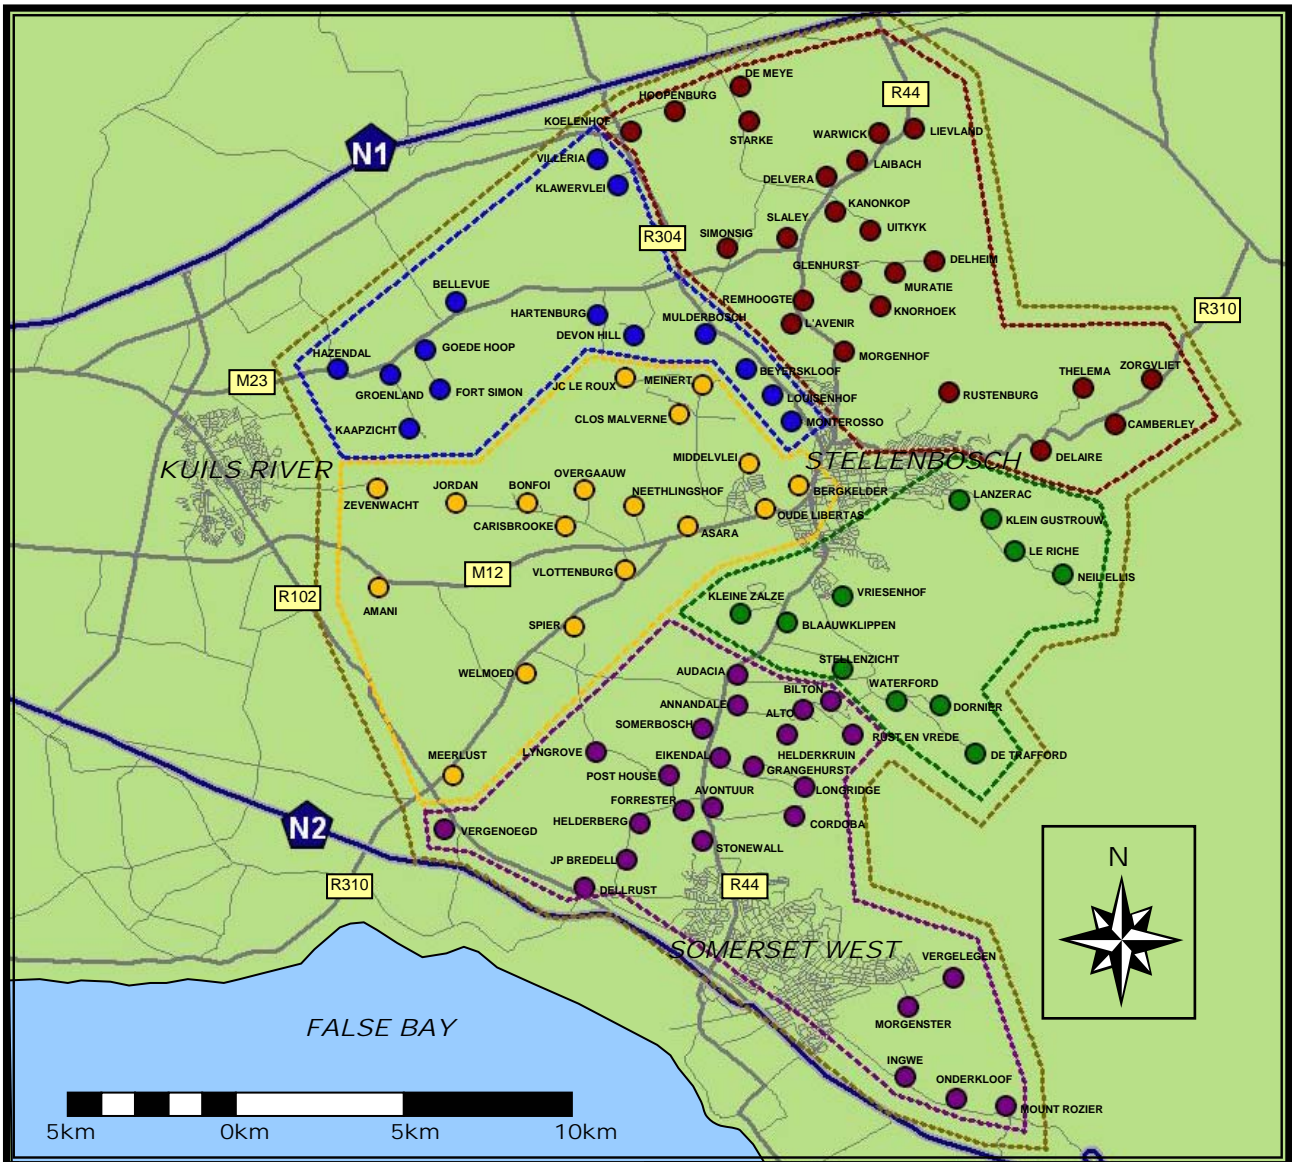 DE MEYE
HOOPENBURG
R44
KOELENHOF
STARKE
WARWICK
LIEVLAND
N1
VILLERIA
LAIBACH
DELVERA
KLAWERVLEI
KANONKOP
SLALEY
UITKYK
R304
SIMONSIG
GLENHURST
DELHEIM
BELLEVUE
MURATIE
REMHOOGTE
KNORHOEK
R310
HARTENBURG
MULDERBOSCH
L'AVENIR
DEVON HILL
GOEDE HOOP
HAZENDAL
MORGENHOF
BEYERSKLOOF
THELEMA
ZORGVLIET
M23
JC LE ROUX
MEINERT
GROENLAND
FORT SIMON
LOUISENHOF
RUSTENBURG
CLOS MALVERNE
MONTEROSSO
CAMBERLEY
KAAPZICHT
MIDDELVLEI
DELAIRE
KUILS RIVER
STELLENBOSCH
OVERGAAUW
JORDAN
BONFOI
NEETHLINGSHOF
BERGKELDER
LANZERAC
ZEVENWACHT
OUDE LIBERTAS
KLEIN GUSTROUW
CARISBROOKE
ASARA
LE RICHE
M12
VLOTTENBURG
NEIL ELLIS
R102
AMANI
KLEINE ZALZE
VRIESENHOF
SPIER
BLAAUWKLIPPEN
STELLENZICHT
WELMOED
AUDACIA
WATERFORD
BILTON
ANNANDALE
ALTO
DORNIER
SOMERBOSCH
RUST EN VREDE
MEERLUST
LYNGROVE
EIKENDAL
HELDERKRUIN
DE TRAFFORD
POST HOUSE
GRANGEHURST
AVONTUUR
LONGRIDGE
FORRESTER
N2
VERGENOEGD
HELDERBERG
CORDOBA
STONEWALL
JP BREDELL
N
R310
DELLRUST
R44
SOMERSET WEST
VERGELEGEN
FALSE BAY
MORGENSTER
INGWE
ONDERKLOOF
MOUNT ROZIER
5km 0km 5km 10km